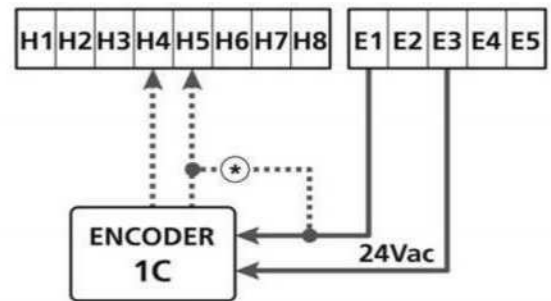 H1 H2 H3 H4 H5 H6 H7 H8 E1 E2 E3 E4 E5
*
ENCODER
1C
24Vac